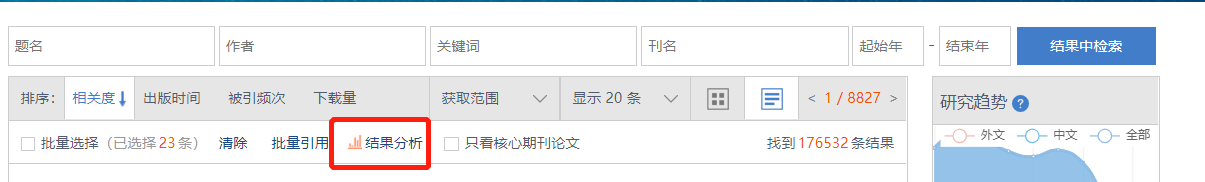 题名 作者 关键词 刊名 起始年 - 结束年 结果中检索
排序: 相关度 出版时间 被引频次 下载量 获取范围 显示 20 条 < 1 / 8827 >
研究趋势 ?
批量选择 (已选择 23 条) 清除 批量引用 结果分析 只看核心期刊论文 找到 176532 条结果
外文 中文 全部